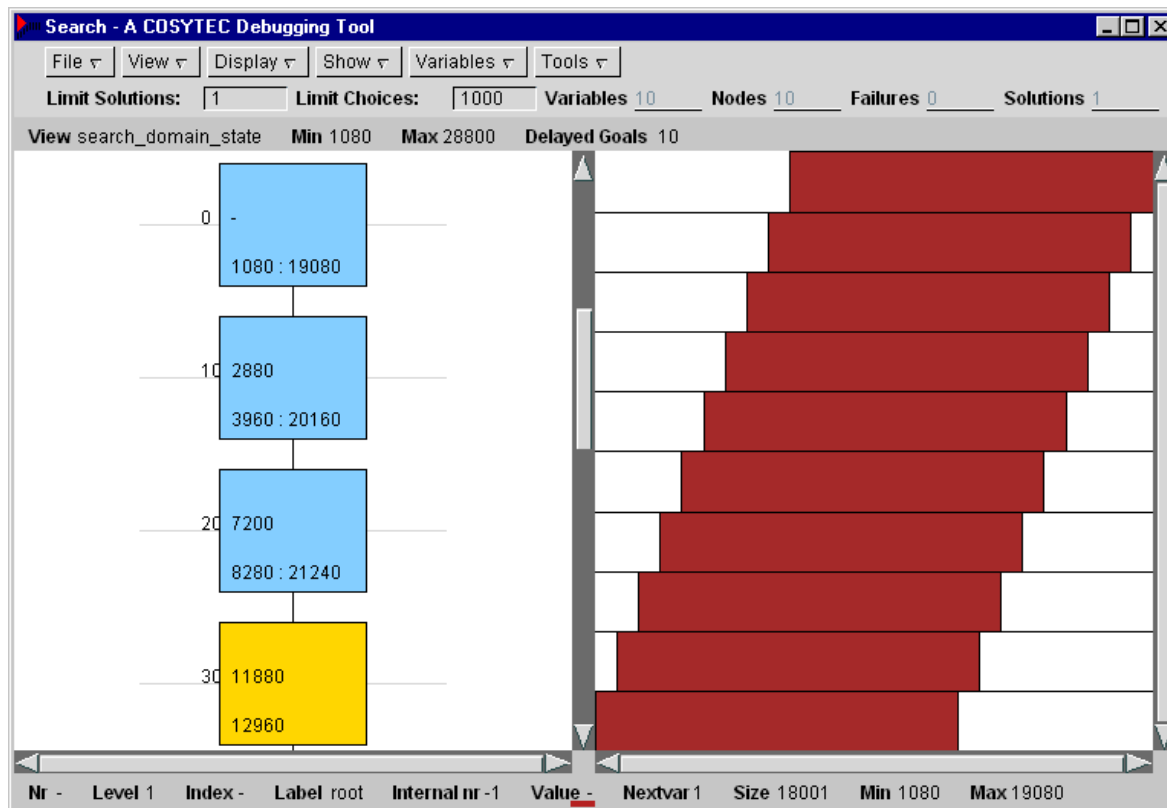 Search - A COSYTEC Debugging Tool
File View Display Show Variables Tools
Limit Solutions: 1 Limit Choices: 1000 Variables 10 Nodes 10 Failures 0 Solutions 1
View search_domain_state Min 1080 Max 28800 Delayed Goals 10
0 -
1080 : 19080
10 2880
3960 : 20160
20 7200
8280 : 21240
30 11880
12960
Nr - Level 1 Index - Label root Internal nr -1 Value - Nextvar 1 Size 18001 Min 1080 Max 19080